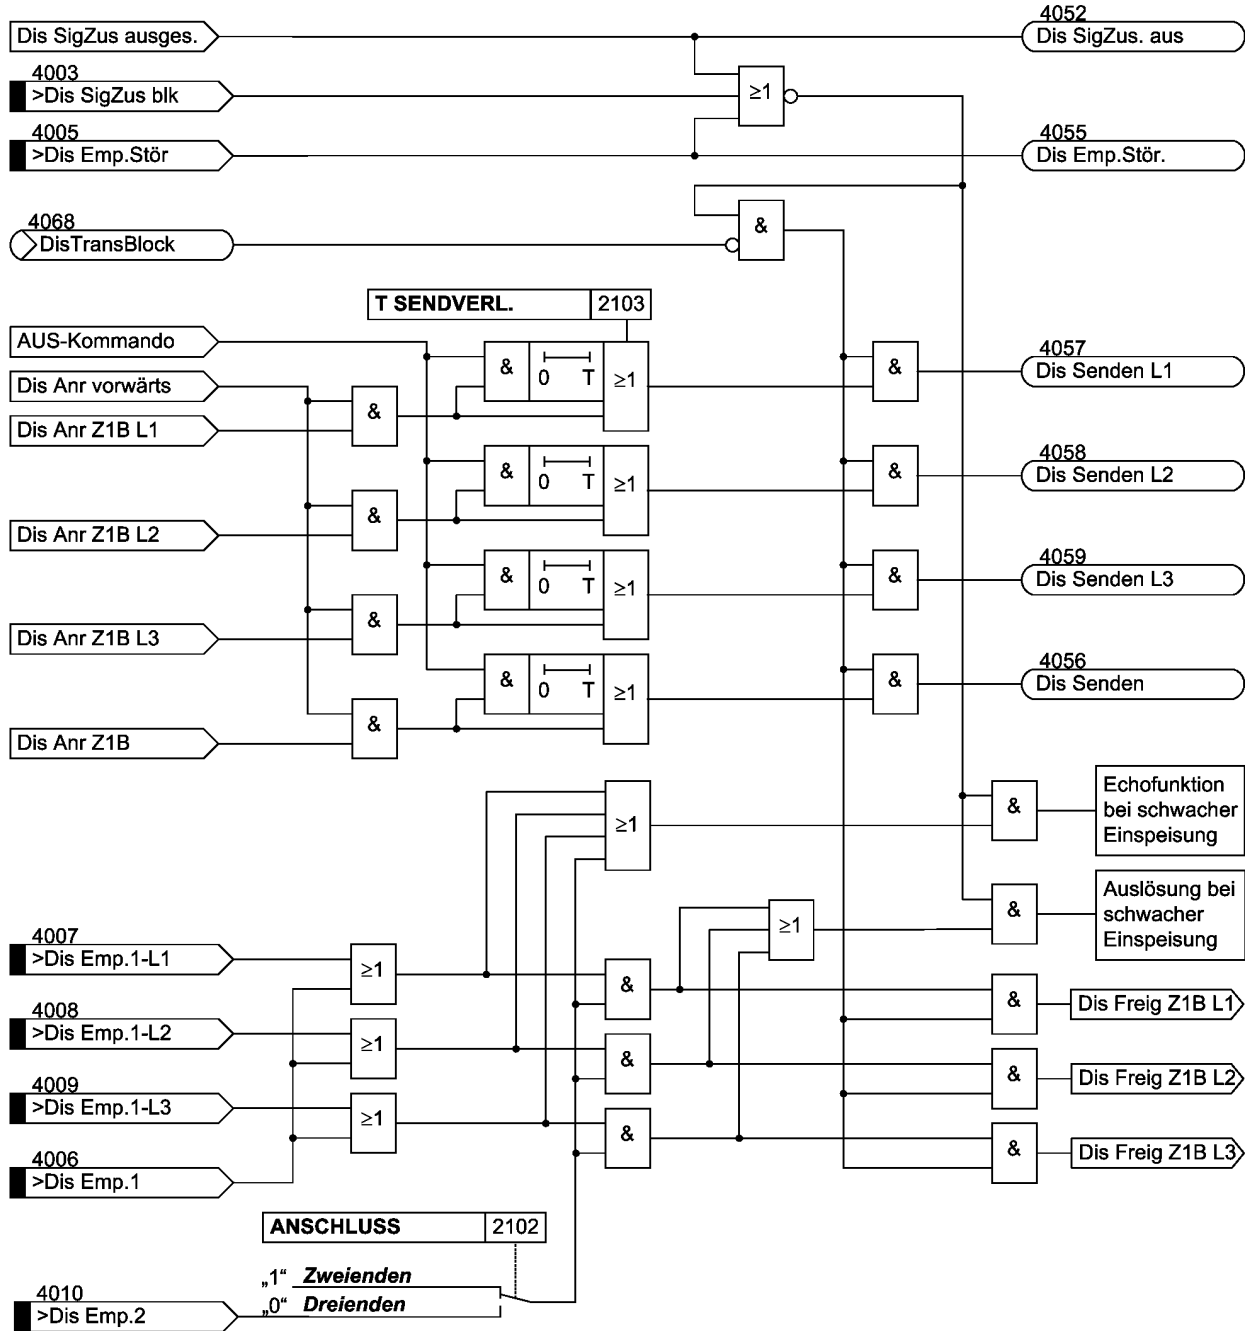 4052
Dis SigZus ausges.
Dis SigZus. aus
4003
>Dis SigZus blk
≥1
4005
>Dis Emp.Stör
4055
Dis Emp.Stör.
4068
DisTransBlock
&
T SENDVERL. 2103
AUS-Kommando
Dis Anr vorwärts
Dis Anr Z1B L1
&
& 0 T ≥1
&
4057
Dis Senden L1
Dis Anr Z1B L2
&
& 0 T ≥1
&
4058
Dis Senden L2
Dis Anr Z1B L3
&
& 0 T ≥1
&
4059
Dis Senden L3
Dis Anr Z1B
&
& 0 T ≥1
&
4056
Dis Senden
≥1
&
Echofunktion
bei schwacher
Einspeisung
≥1
&
Auslösung bei
schwacher
Einspeisung
4007
>Dis Emp.1-L1
≥1
&
&
Dis Freig Z1B L1
4008
>Dis Emp.1-L2
≥1
&
&
Dis Freig Z1B L2
4009
>Dis Emp.1-L3
≥1
&
&
Dis Freig Z1B L3
4006
>Dis Emp.1
ANSCHLUSS 2102
„1“ Zweienden
„0“ Dreienden
4010
>Dis Emp.2